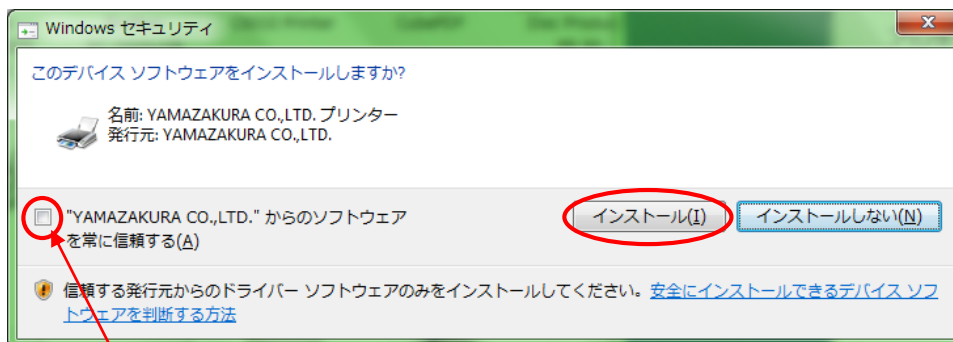 Windows セキュリティ
このデバイス ソフトウェアをインストールしますか?
名前: YAMAZAKURA CO.,LTD. プリンター
発行元: YAMAZAKURA CO.,LTD.
"YAMAZAKURA CO.,LTD." からのソフトウェア
を常に信頼する(A)
インストール(I)
インストールしない(N)
信頼する発行元からのドライバー ソフトウェアのみをインストールしてください。安全にインストールできるデバイス ソフ
トウェアを判断する方法